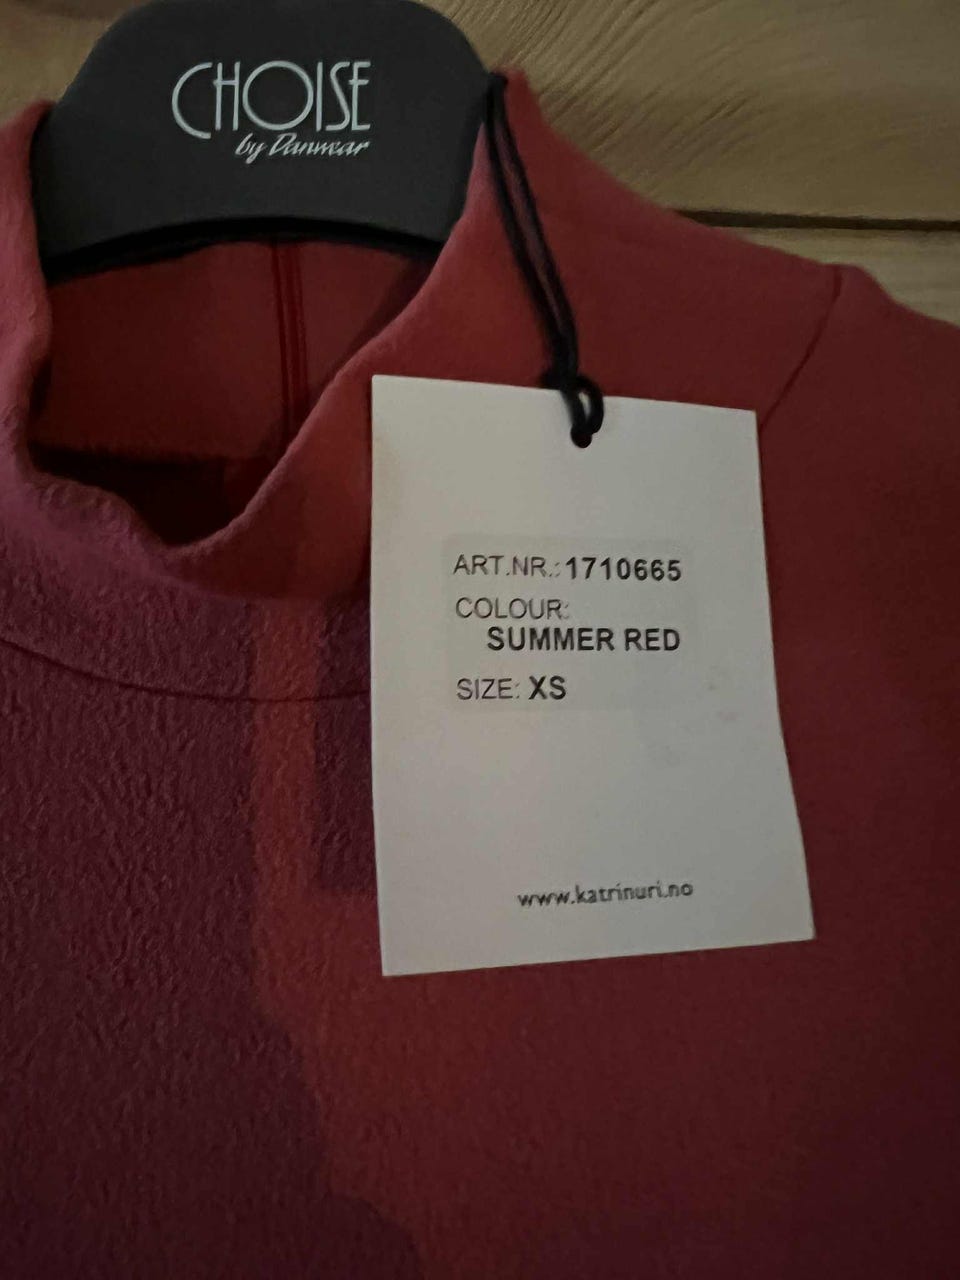 CHOISE
by Danwear
ART.NR.: 1710665
COLOUR:
SUMMER RED
SIZE: XS
www.katrinuri.no